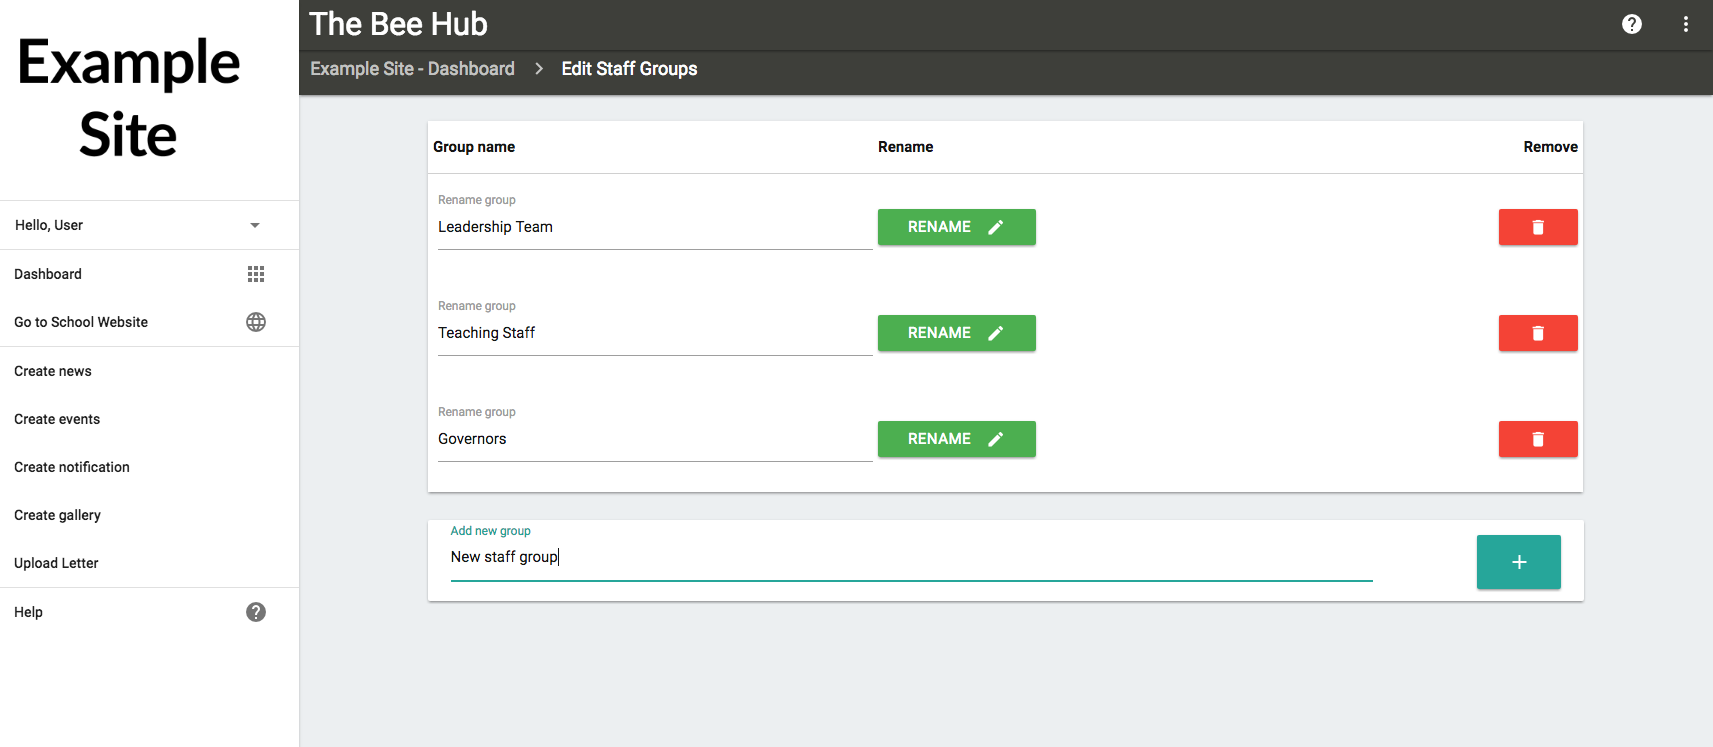 Example
Site
Hello, User
Dashboard
Go to School Website
Create news
Create events
Create notification
Create gallery
Upload Letter
Help
The Bee Hub
Example Site - Dashboard > Edit Staff Groups
Group name Rename Remove
Rename group
Leadership Team RENAME
Rename group
Teaching Staff RENAME
Rename group
Governors RENAME
Add new group
New staff group